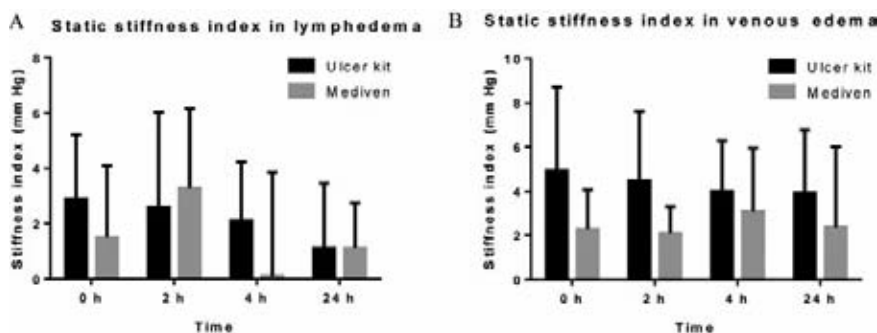 A
Static stiffness index in lymphedema
Stiffness index (mm Hg)
8
6
4
2
0
Ulcer kit
Mediven
0 h 2 h 4 h 24 h
Time
B
Static stiffness index in venous edema
Stiffness index (mm Hg)
10
8
6
4
2
0
Ulcer kit
Mediven
0 h 2 h 4 h 24 h
Time